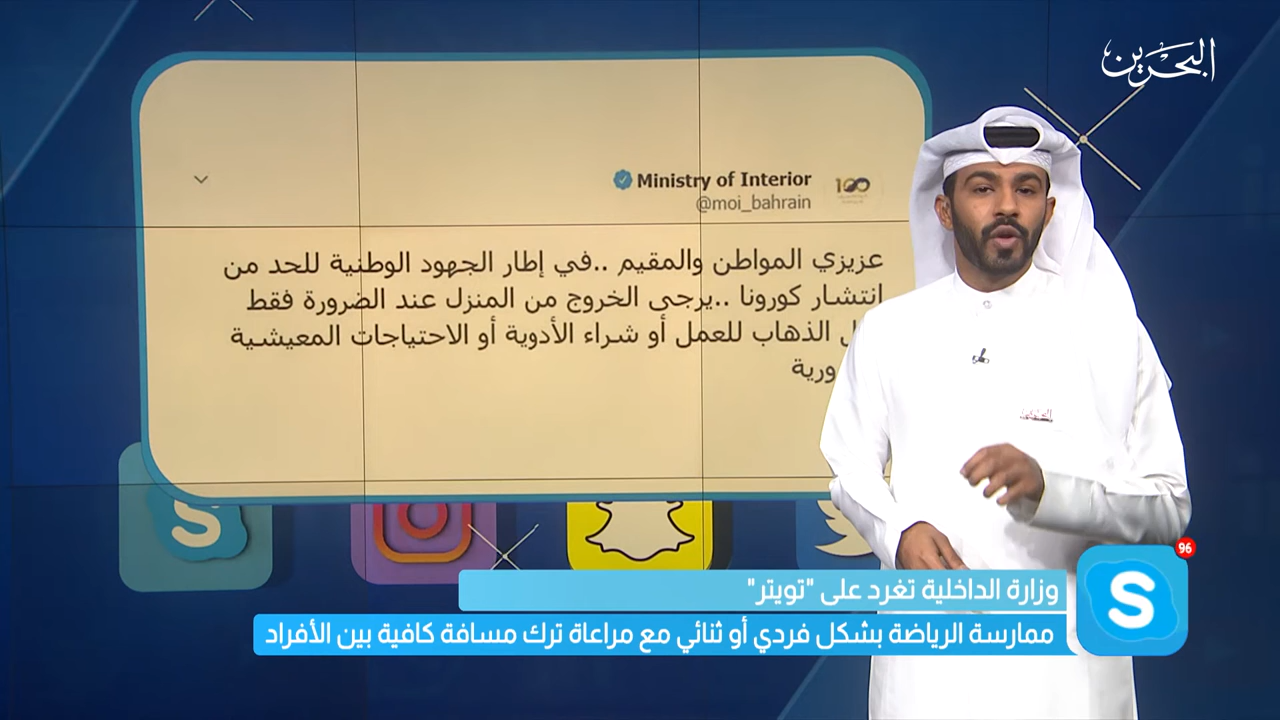 البحرين
Ministry of Interior
@moi_bahrain
100
عزيزي المواطن والمقيم ..في إطار الجهود الوطنية للحد من
انتشار كورونا ..يرجى الخروج من المنزل عند الضرورة فقط
الذهاب للعمل أو شراء الأدوية أو الاحتياجات المعيشية
96
وزارة الداخلية تغرد على "تويتر"
ممارسة الرياضة بشكل فردي أو ثنائي مع مراعاة ترك مسافة كافية بين الأفراد